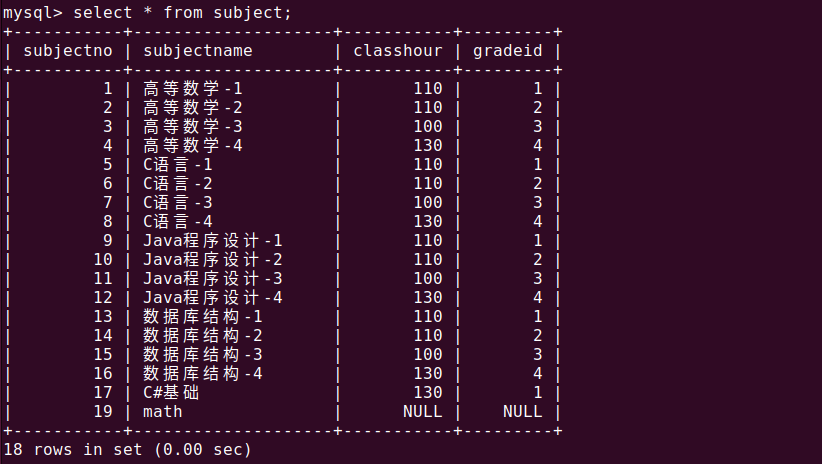 mysql> select * from subject;
+-----------+--------------------+-----------+---------+
| subjectno | subjectname        | classhour | gradeid |
+-----------+--------------------+-----------+---------+
|         1 | 高等数学-1         |       110 |       1 |
|         2 | 高等数学-2         |       110 |       2 |
|         3 | 高等数学-3         |       100 |       3 |
|         4 | 高等数学-4         |       130 |       4 |
|         5 | C语言-1            |       110 |       1 |
|         6 | C语言-2            |       110 |       2 |
|         7 | C语言-3            |       100 |       3 |
|         8 | C语言-4            |       130 |       4 |
|         9 | Java程序设计-1     |       110 |       1 |
|        10 | Java程序设计-2     |       110 |       2 |
|        11 | Java程序设计-3     |       100 |       3 |
|        12 | Java程序设计-4     |       130 |       4 |
|        13 | 数据库结构-1       |       110 |       1 |
|        14 | 数据库结构-2       |       110 |       2 |
|        15 | 数据库结构-3       |       100 |       3 |
|        16 | 数据库结构-4       |       130 |       4 |
|        17 | C#基础             |       130 |       1 |
|        19 | math               |      NULL |    NULL |
+-----------+--------------------+-----------+---------+
18 rows in set (0.00 sec)